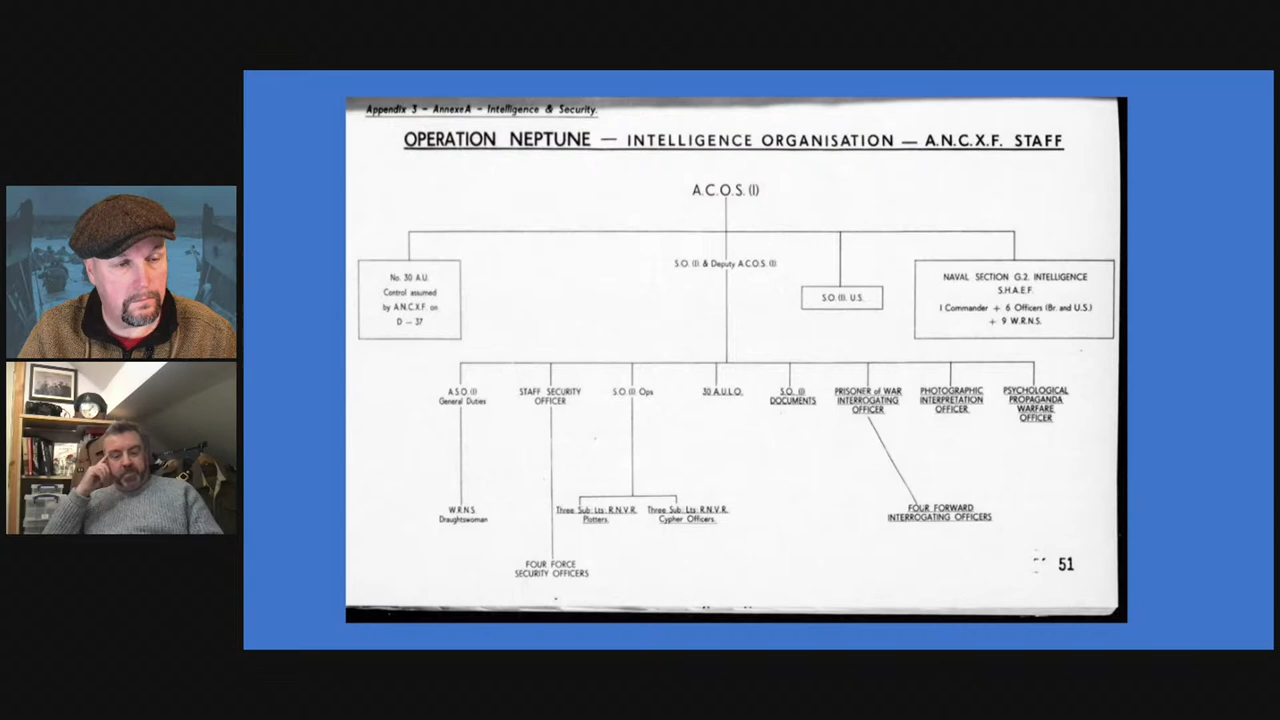 Appendix 3 - Annexe A - Intelligence & Security.
OPERATION NEPTUNE — INTELLIGENCE ORGANISATION — A.N.C.X.F. STAFF
A.C.O.S. (I)
No. 30 A.U.
Control assumed
by A.N.C.X.F. on
D - 37
S.O. (I) & Deputy A.C.O.S. (I)
S.O. (I). U.S.
NAVAL SECTION G.2. INTELLIGENCE
S.H.A.E.F.
1 Commander + 6 Officers (Br. and U.S.)
+ 9 W.R.N.S.
A.S.O. (I)
General Duties
STAFF SECURITY
OFFICER
S.O. (I). Ops
30 A.U.L.O.
S.O. (I)
DOCUMENTS
PRISONER of WAR
INTERROGATING
OFFICER
PHOTOGRAPHIC
INTERPRETATION
OFFICER
PSYCHOLOGICAL
PROPAGANDA
WARFARE
OFFICER
W.R.N.S.
Draughtswoman
Three Sub. Lts. R.N.V.R.
Plotters.
Three Sub. Lts. R.N.V.R.
Cypher Officers.
FOUR FORWARD
INTERROGATING OFFICERS
FOUR FORCE
SECURITY OFFICERS
51